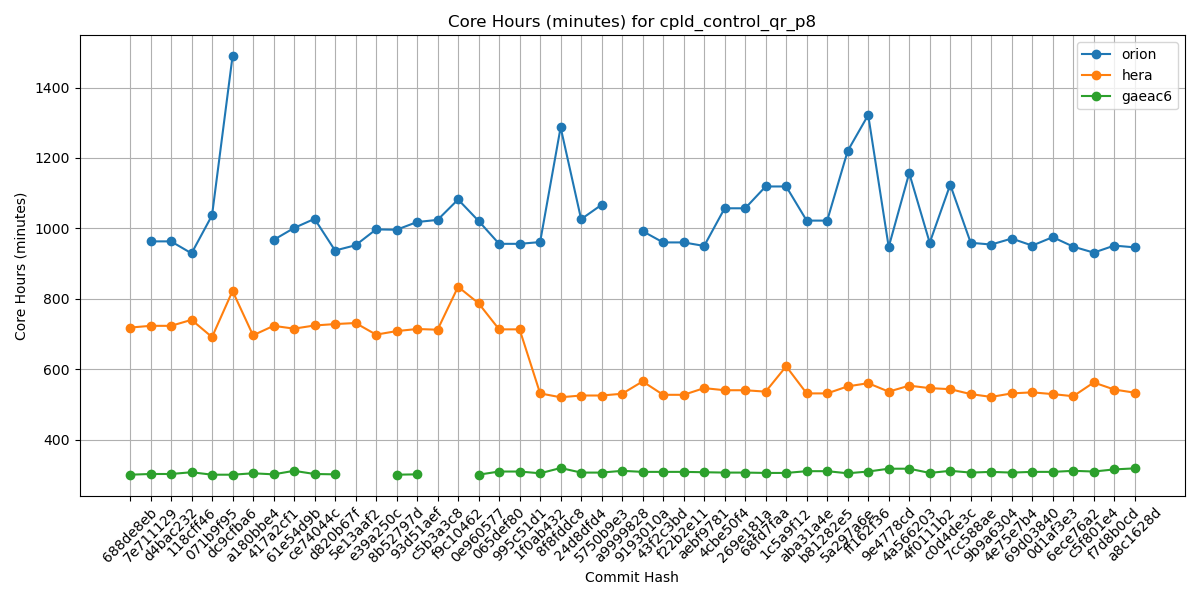 Core Hours (minutes) for cpld_control_qr_p8
orion
hera
gaeac6
Core Hours (minutes)
1400
1200
1000
800
600
400
688de8eb
7e711129
d4bac232
118cff46
071b9f95
dc9cfba6
a180bbe4
417a2cf1
61e54d9b
ce74044c
d820b67f
5e13aaf2
e39a250c
8b52797d
93d51aef
c5b3a3c8
f9c10462
0e960577
065def80
995c51d1
1f0ab432
8f8fddc8
24d8dfd4
5750b9e3
a9999828
9193010a
43f2c3bd
f22b2e11
aebf9781
4cbe50f4
269e181a
68fd7faa
1c5a9f12
aba31a4e
b81282e5
5a297a6e
ff162f36
9e4778cd
4a566203
4f0111b2
c0d4de3c
7cc588ae
9b9a6304
4e75e7b4
69d03840
0d1af3e3
6ece76a2
c5f801e4
f7d8b0cd
a8c1628d
Commit Hash